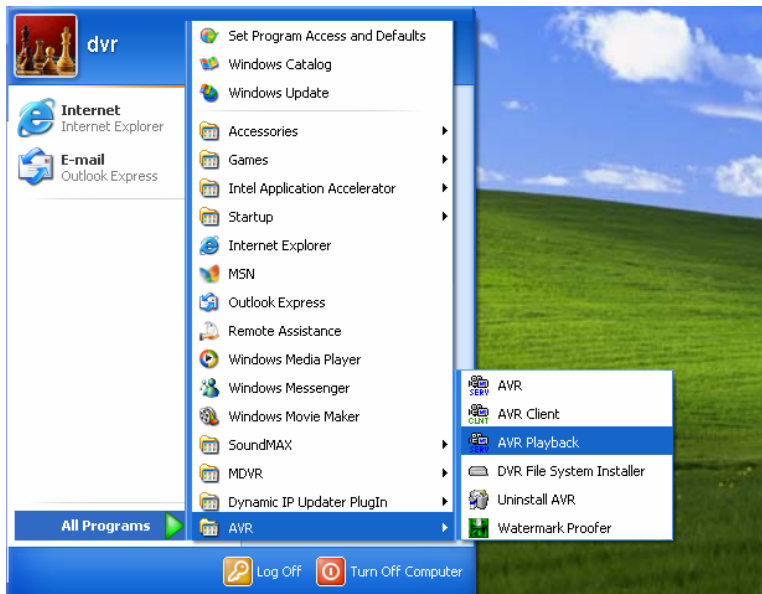 dvr
Internet
Internet Explorer
E-mail
Outlook Express
All Programs
Set Program Access and Defaults
Windows Catalog
Windows Update
Accessories
Games
Intel Application Accelerator
Startup
Internet Explorer
MSN
Outlook Express
Remote Assistance
Windows Media Player
Windows Messenger
Windows Movie Maker
SoundMAX
MDVR
Dynamic IP Updater PlugIn
AVR
SERV AVR
CLNT AVR Client
SERV AVR Playback
DVR File System Installer
Uninstall AVR
Watermark Proofer
Log Off
Turn Off Computer